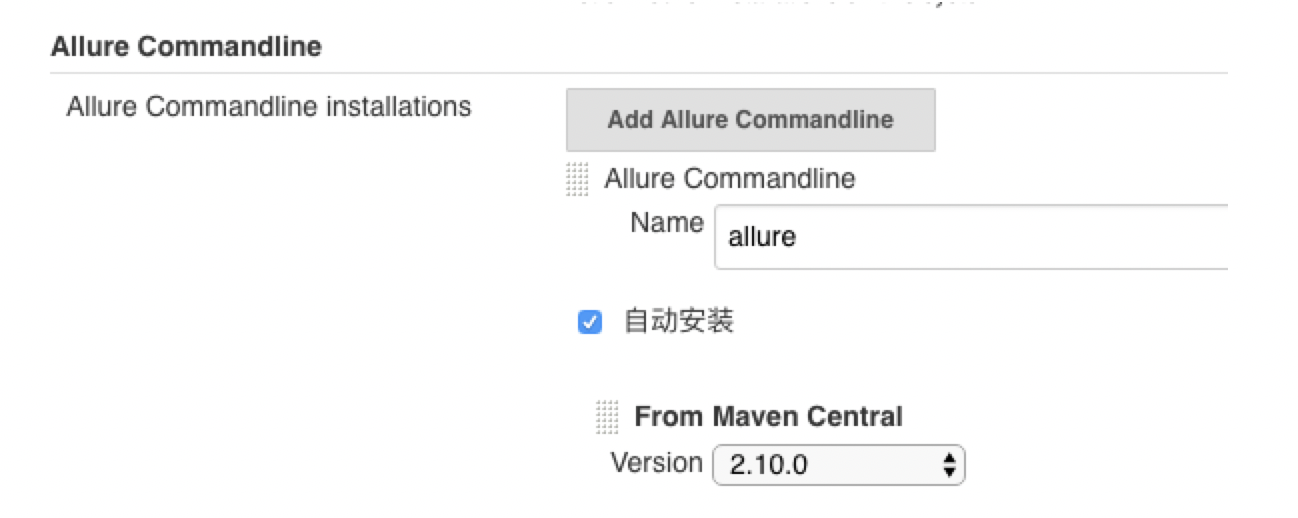 Allure Commandline
Allure Commandline installations
Add Allure Commandline
Allure Commandline
Name allure
自动安装
From Maven Central
Version 2.10.0